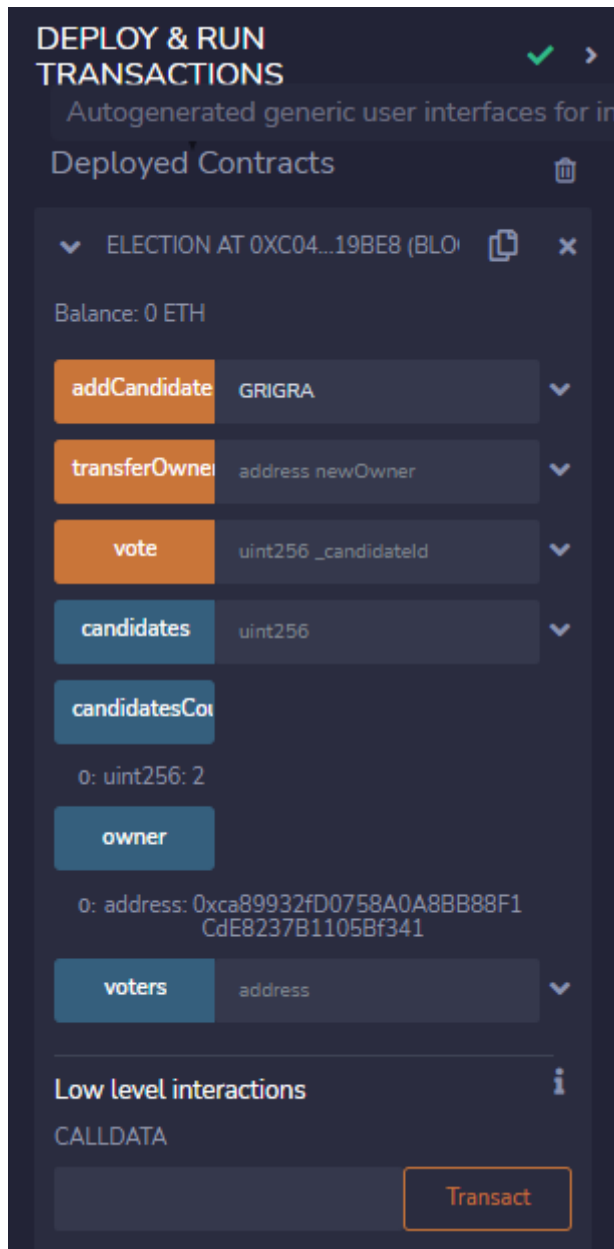 DEPLOY & RUN
TRANSACTIONS
Autogenerated generic user interfaces for in
Deployed Contracts
ELECTION AT 0XC04...19BE8 (BLO
Balance: 0 ETH
addCandidate GRIGRA
transferOwner address newOwner
vote uint256 _candidateId
candidates uint256
candidatesCou
0: uint256: 2
owner
0: address: 0xca89932fD0758A0A8BB88F1
CdE8237B1105Bf341
voters address
Low level interactions
CALLDATA
Transact